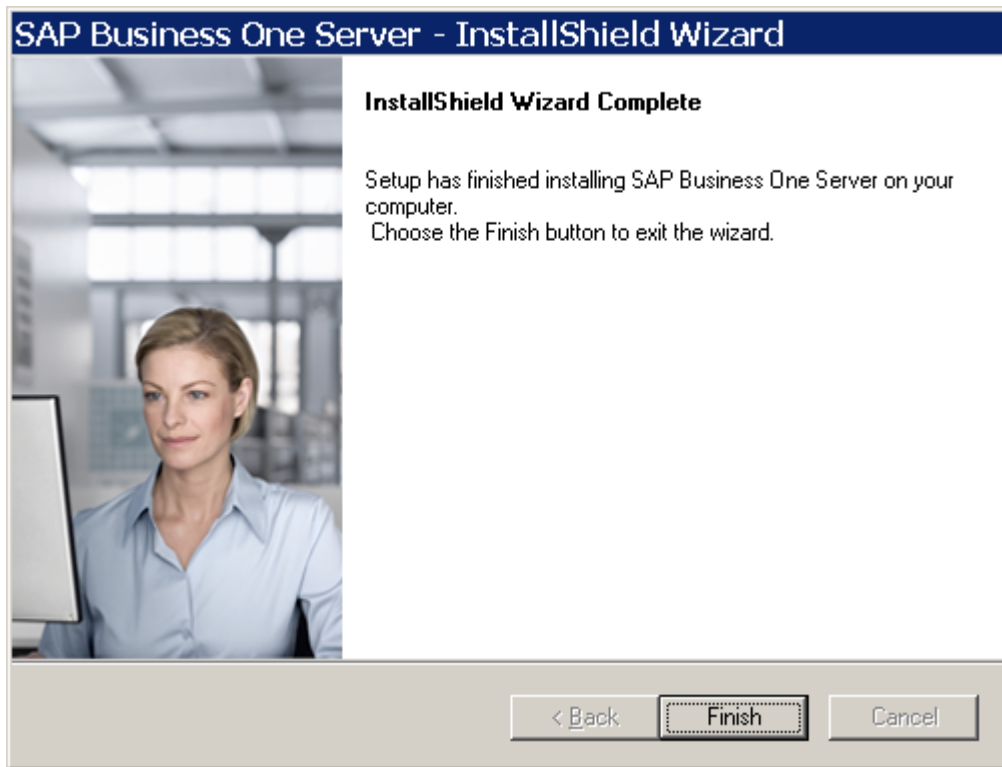 SAP Business One Server - InstallShield Wizard
InstallShield Wizard Complete
Setup has finished installing SAP Business One Server on your
computer.
Choose the Finish button to exit the wizard.
< Back
Finish
Cancel